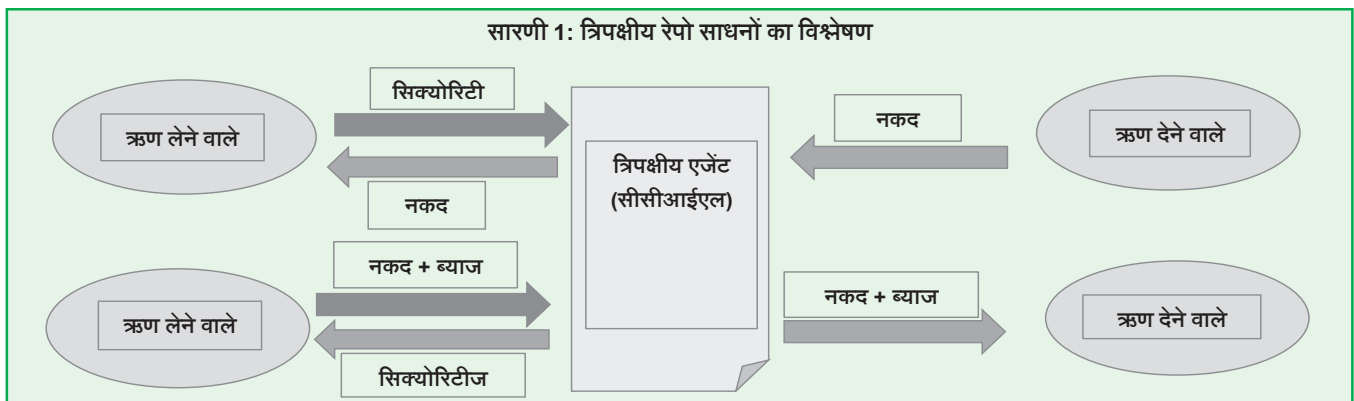 सारणी 1: त्रिपक्षीय रेपो साधनों का विश्लेषण
सिक्योरिटी
ऋण लेने वाले
नकद
ऋण देने वाले
त्रिपक्षीय एजेंट
(सीसीआईएल)
नकद
नकद + ब्याज
ऋण लेने वाले
नकद + ब्याज
ऋण देने वाले
सिक्योरिटीज